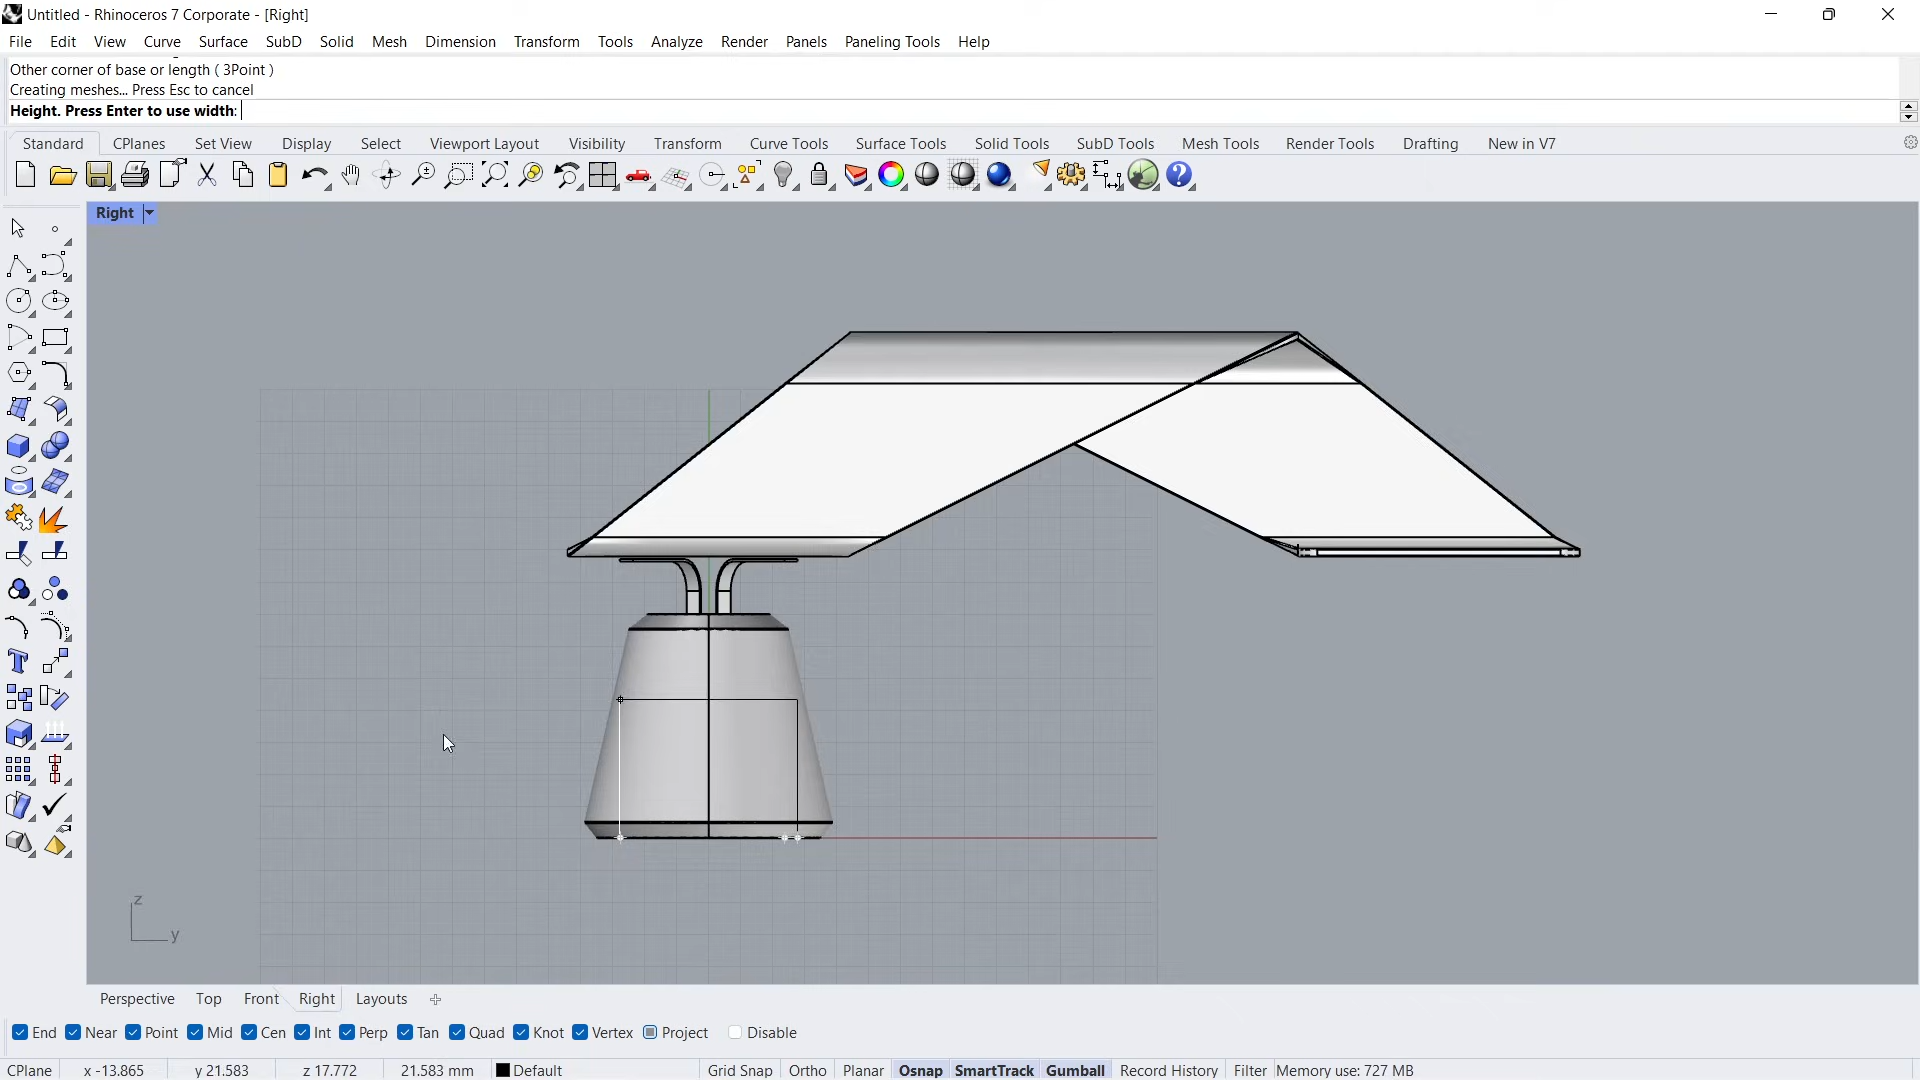 Untitled - Rhinoceros 7 Corporate - [Right]
File Edit View Curve Surface SubD Solid Mesh Dimension Transform Tools Analyze Render Panels Paneling Tools Help
Other corner of base or length ( 3Point )
Creating meshes... Press Esc to cancel
Height. Press Enter to use width:
Standard CPlanes Set View Display Select Viewport Layout Visibility Transform Curve Tools Surface Tools Solid Tools SubD Tools Mesh Tools Render Tools Drafting New in V7
Right
z
y
Perspective Top Front Right Layouts
End Near Point Mid Cen Int Perp Tan Quad Knot Vertex Project Disable
CPlane x -13.865 y 21.583 z 17.772 21.583 mm Default Grid Snap Ortho Planar Osnap SmartTrack Gumball Record History Filter Memory use: 727 MB